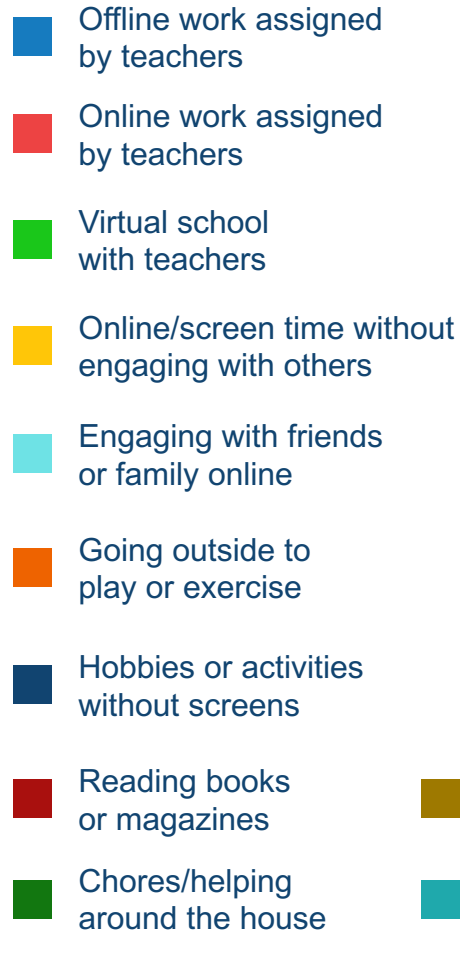 Offline work assigned
by teachers
Online work assigned
by teachers
Virtual school
with teachers
Online/screen time without
engaging with others
Engaging with friends
or family online
Going outside to
play or exercise
Hobbies or activities
without screens
Reading books
or magazines
Chores/helping
around the house